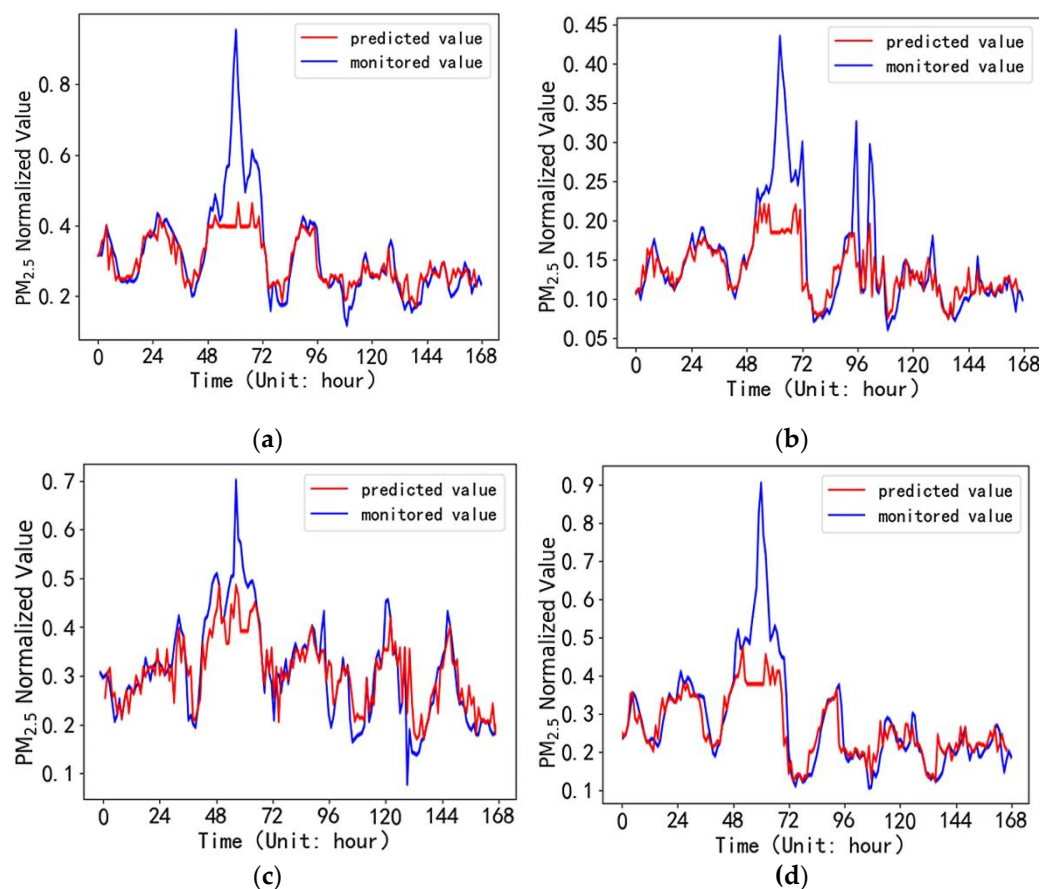 predicted value
monitored value
PM2.5 Normalized Value
0.8
0.6
0.4
0.2
0 24 48 72 96 120 144 168
Time (Unit: hour)
(a)
predicted value
monitored value
PM2.5 Normalized Value
0.45
0.40
0.35
0.30
0.25
0.20
0.15
0.10
0.05
0 24 48 72 96 120 144 168
Time (Unit: hour)
(b)
predicted value
monitored value
PM2.5 Normalized Value
0.7
0.6
0.5
0.4
0.3
0.2
0.1
0 24 48 72 96 120 144 168
Time (Unit: hour)
(c)
predicted value
monitored value
PM2.5 Normalized Value
0.9
0.8
0.7
0.6
0.5
0.4
0.3
0.2
0.1
0 24 48 72 96 120 144 168
Time (Unit: hour)
(d)